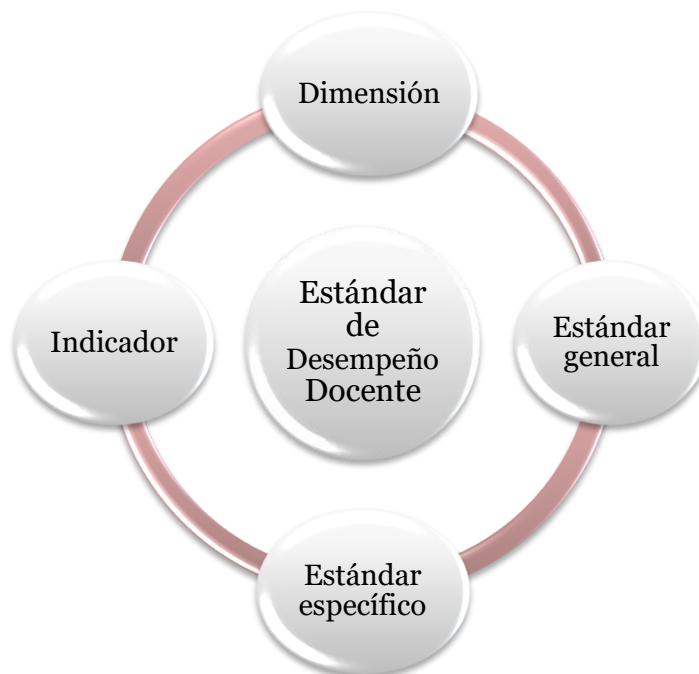 Dimensión
Estándar
de
Desempeño
Docente
Indicador
Estándar
general
Estándar
específico